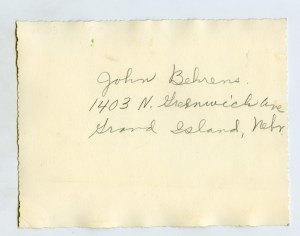 John Behrens.
1403 N. Greenwich Ave
Grand Island, Nebr